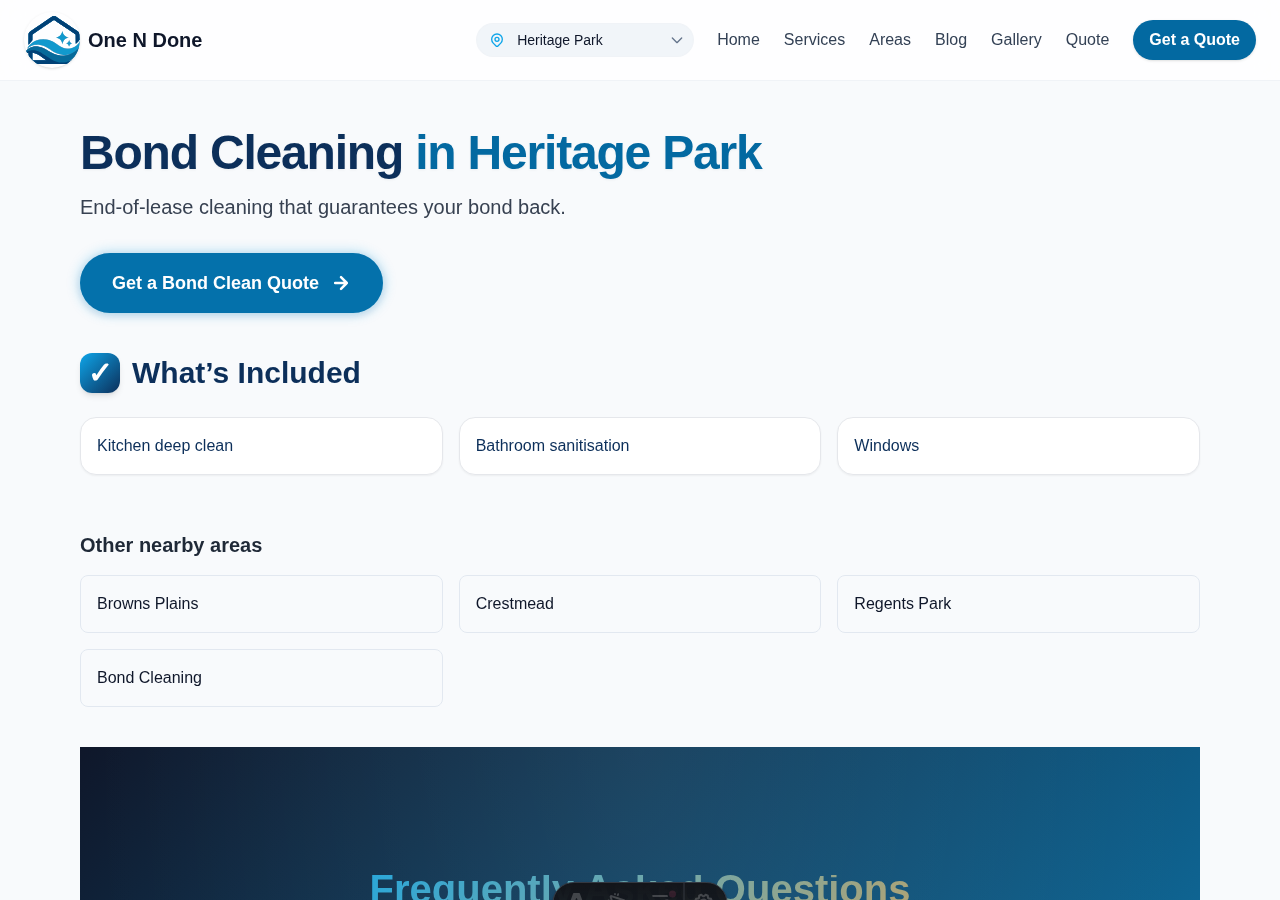 One N Done
Heritage Park
Home
Services
Areas
Blog
Gallery
Quote
Get a Quote
Bond Cleaning in Heritage Park
End-of-lease cleaning that guarantees your bond back.
Get a Bond Clean Quote
What’s Included
Kitchen deep clean
Bathroom sanitisation
Windows
Other nearby areas
Browns Plains
Crestmead
Regents Park
Bond Cleaning
Frequently Asked Questions